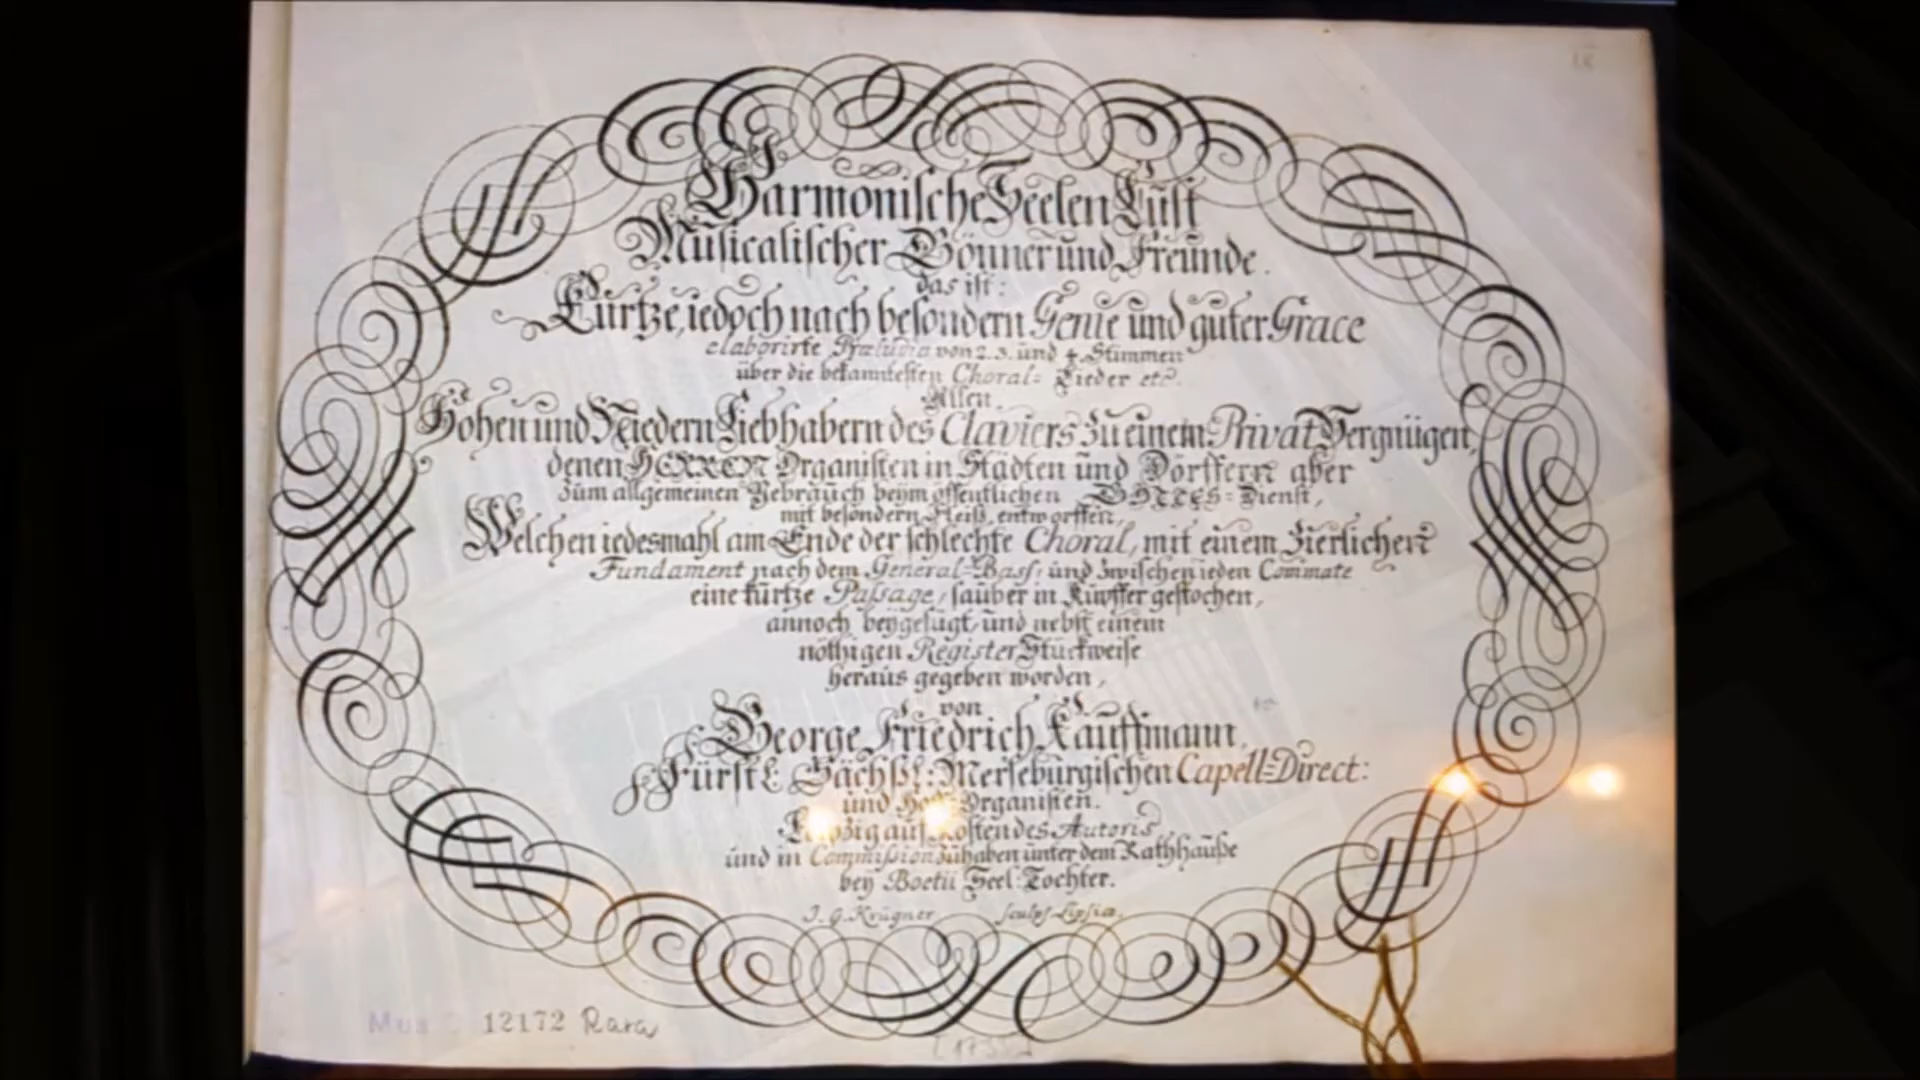 Harmonische Seelen Lust
Musicalischer Gönner und Freunde.
das ist:
Kurtze, iedoch nach besondern Genie und guter Grace
elaborirte Præludia von 2. 3. und 4. Stimmen
über die bekanntesten Choral-Lieder etc.
Allen
Hohen und Niedern Liebhabern des Claviers zu einem Privat Vergnügen,
denen HERREN Organisten in Städten und Dörffern aber
zum allgemeinen Gebrauch beym öffentlichen GOTTES-Dienst,
mit besondern Fleiß entworffen,
Welchen iedesmahl am Ende der schlechte Choral, mit einem zierlichen
Fundament nach dem General-Bass, und zwischen ieden Commate
eine kurtze Passage, sauber in Kupffer gestochen,
annoch beygefügt und nebst einem
nöthigen Register Stückweise
heraus gegeben worden,
von
George Friedrich Kauffmann,
Fürstl. Sächßl: Merseburgischen Capell-Direct:
und Hoff Organisten.
Leipzig auf Kosten des Autoris,
und in Commission zu haben unter dem Rathhauße
bey Boetii Seel: Tochter.
J. G. Krügner sculps. Lipsiæ.
Mus 12172 Rara